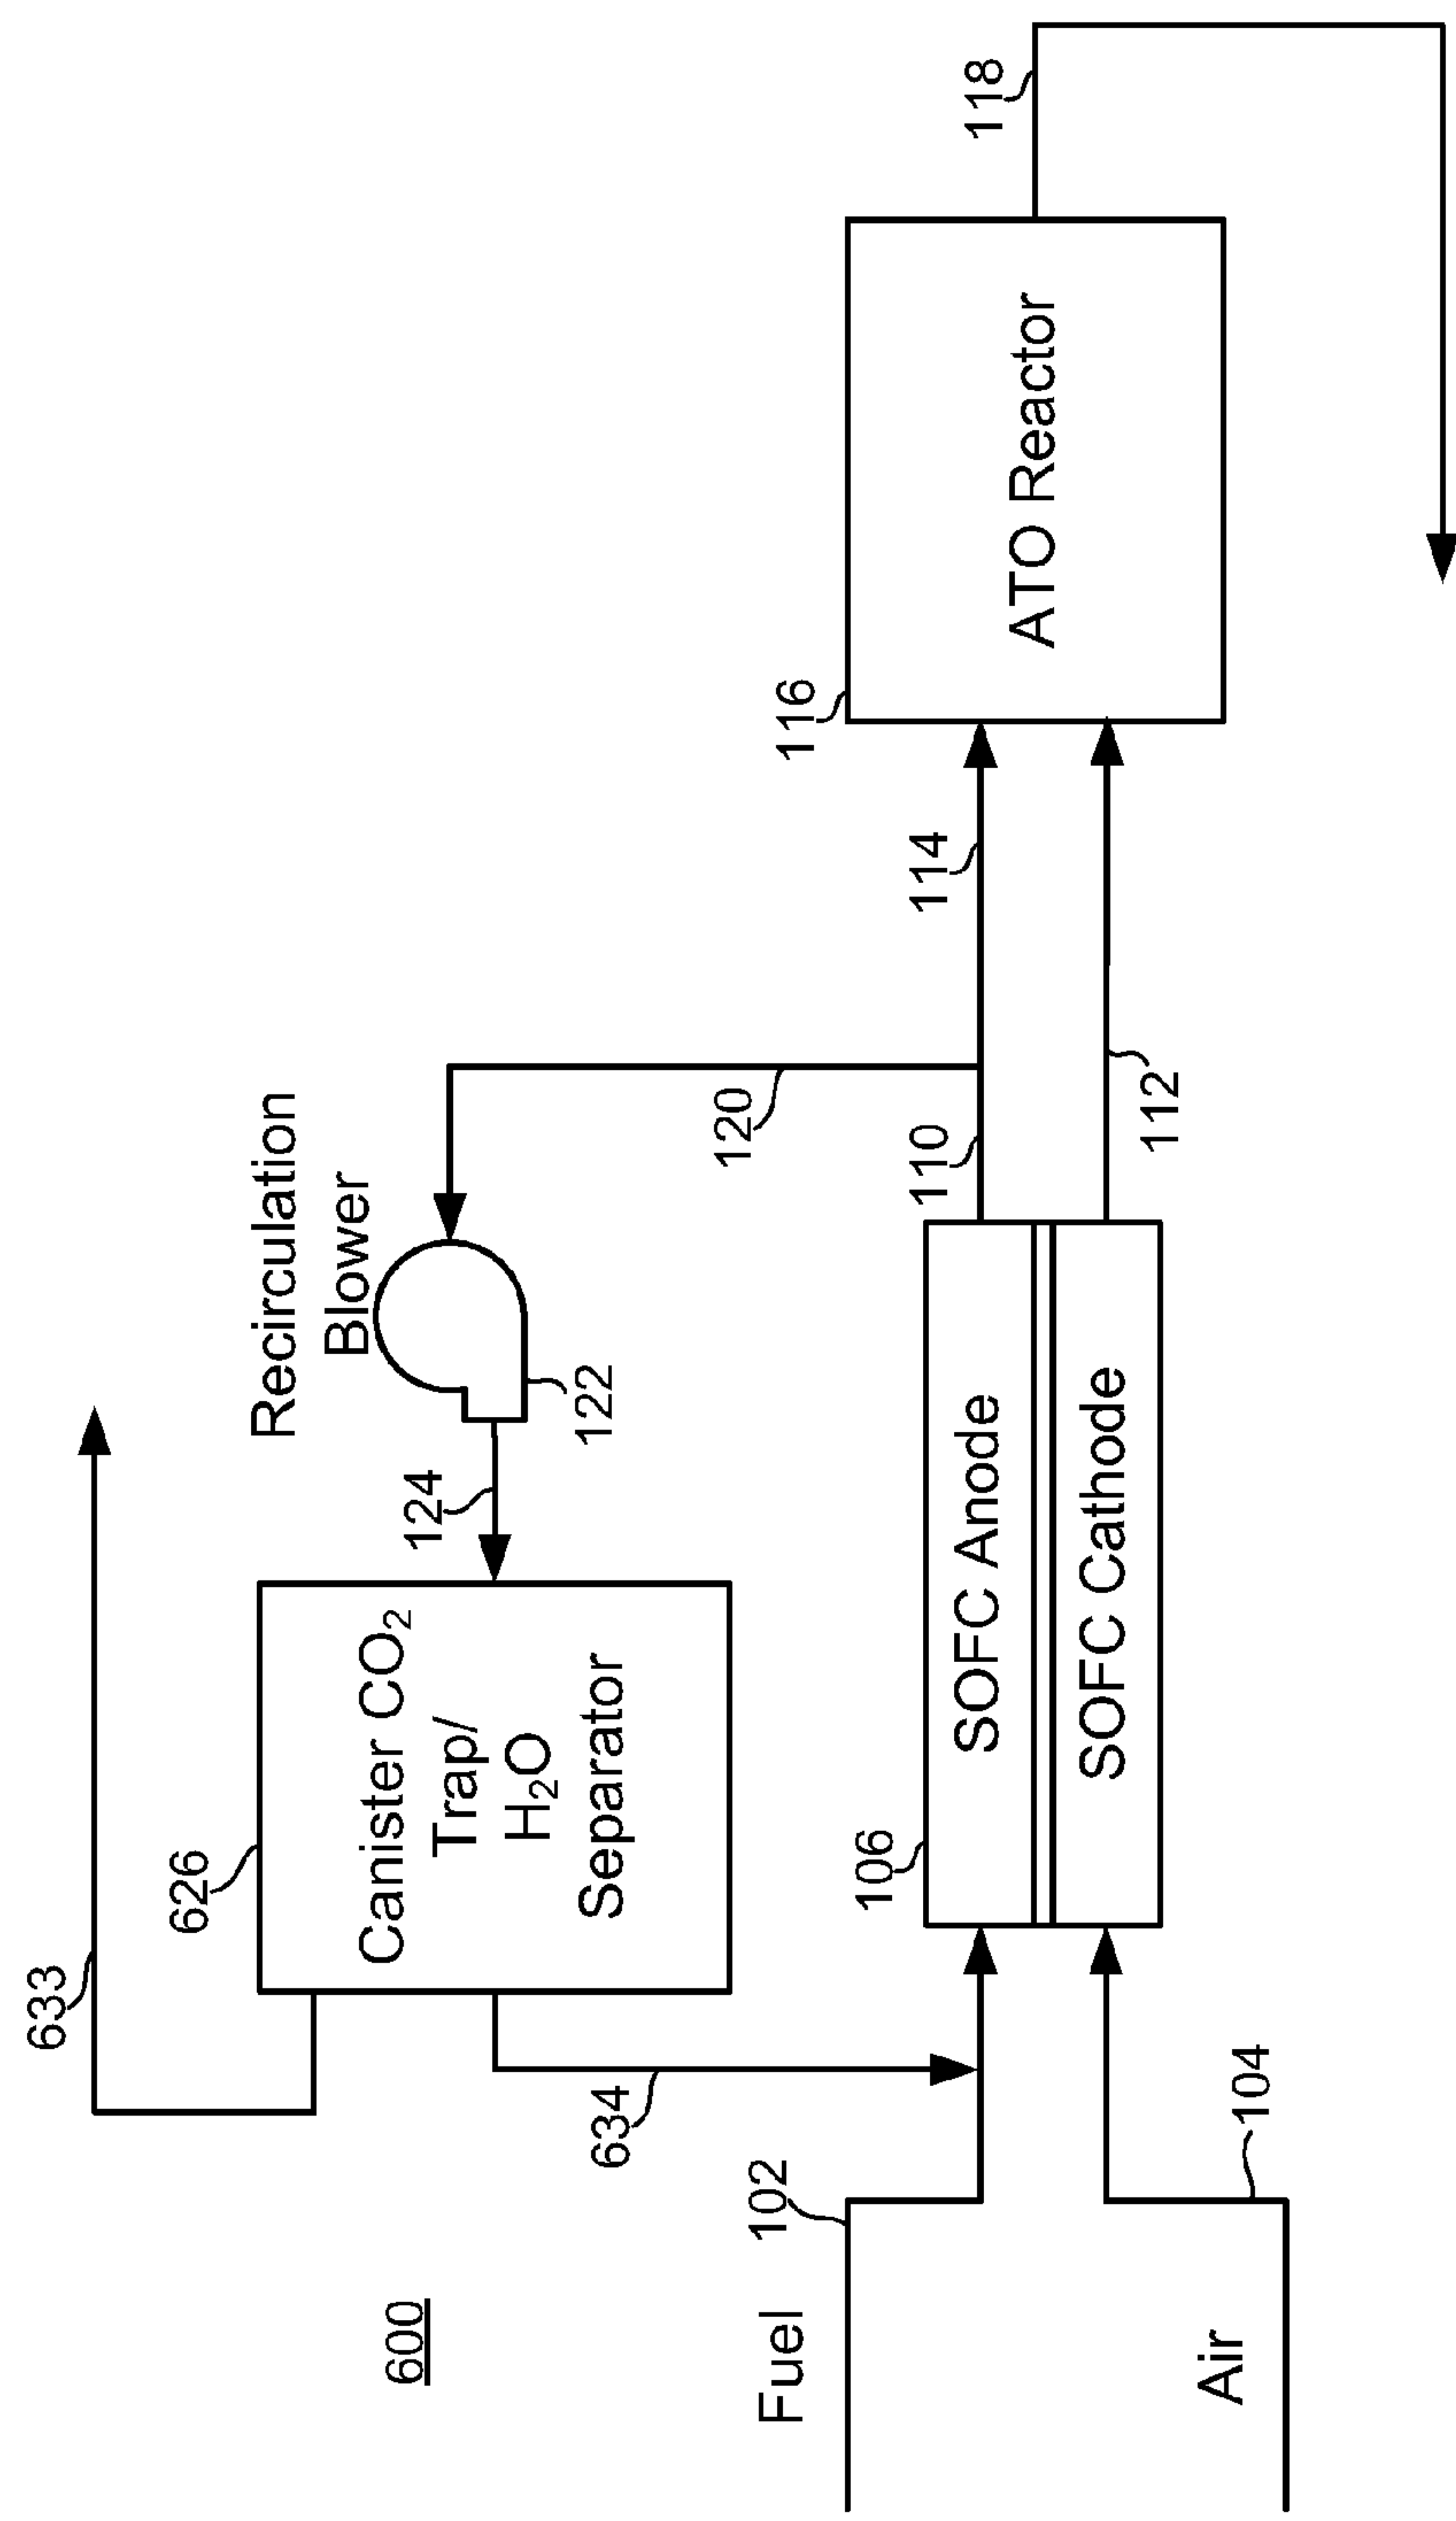 600
633
626
Canister CO₂
Trap/
H₂O
Separator
124
Recirculation
Blower
122
634
120
Fuel
102
106
SOFC Anode
110
114
116
ATO Reactor
118
SOFC Cathode
112
Air
104